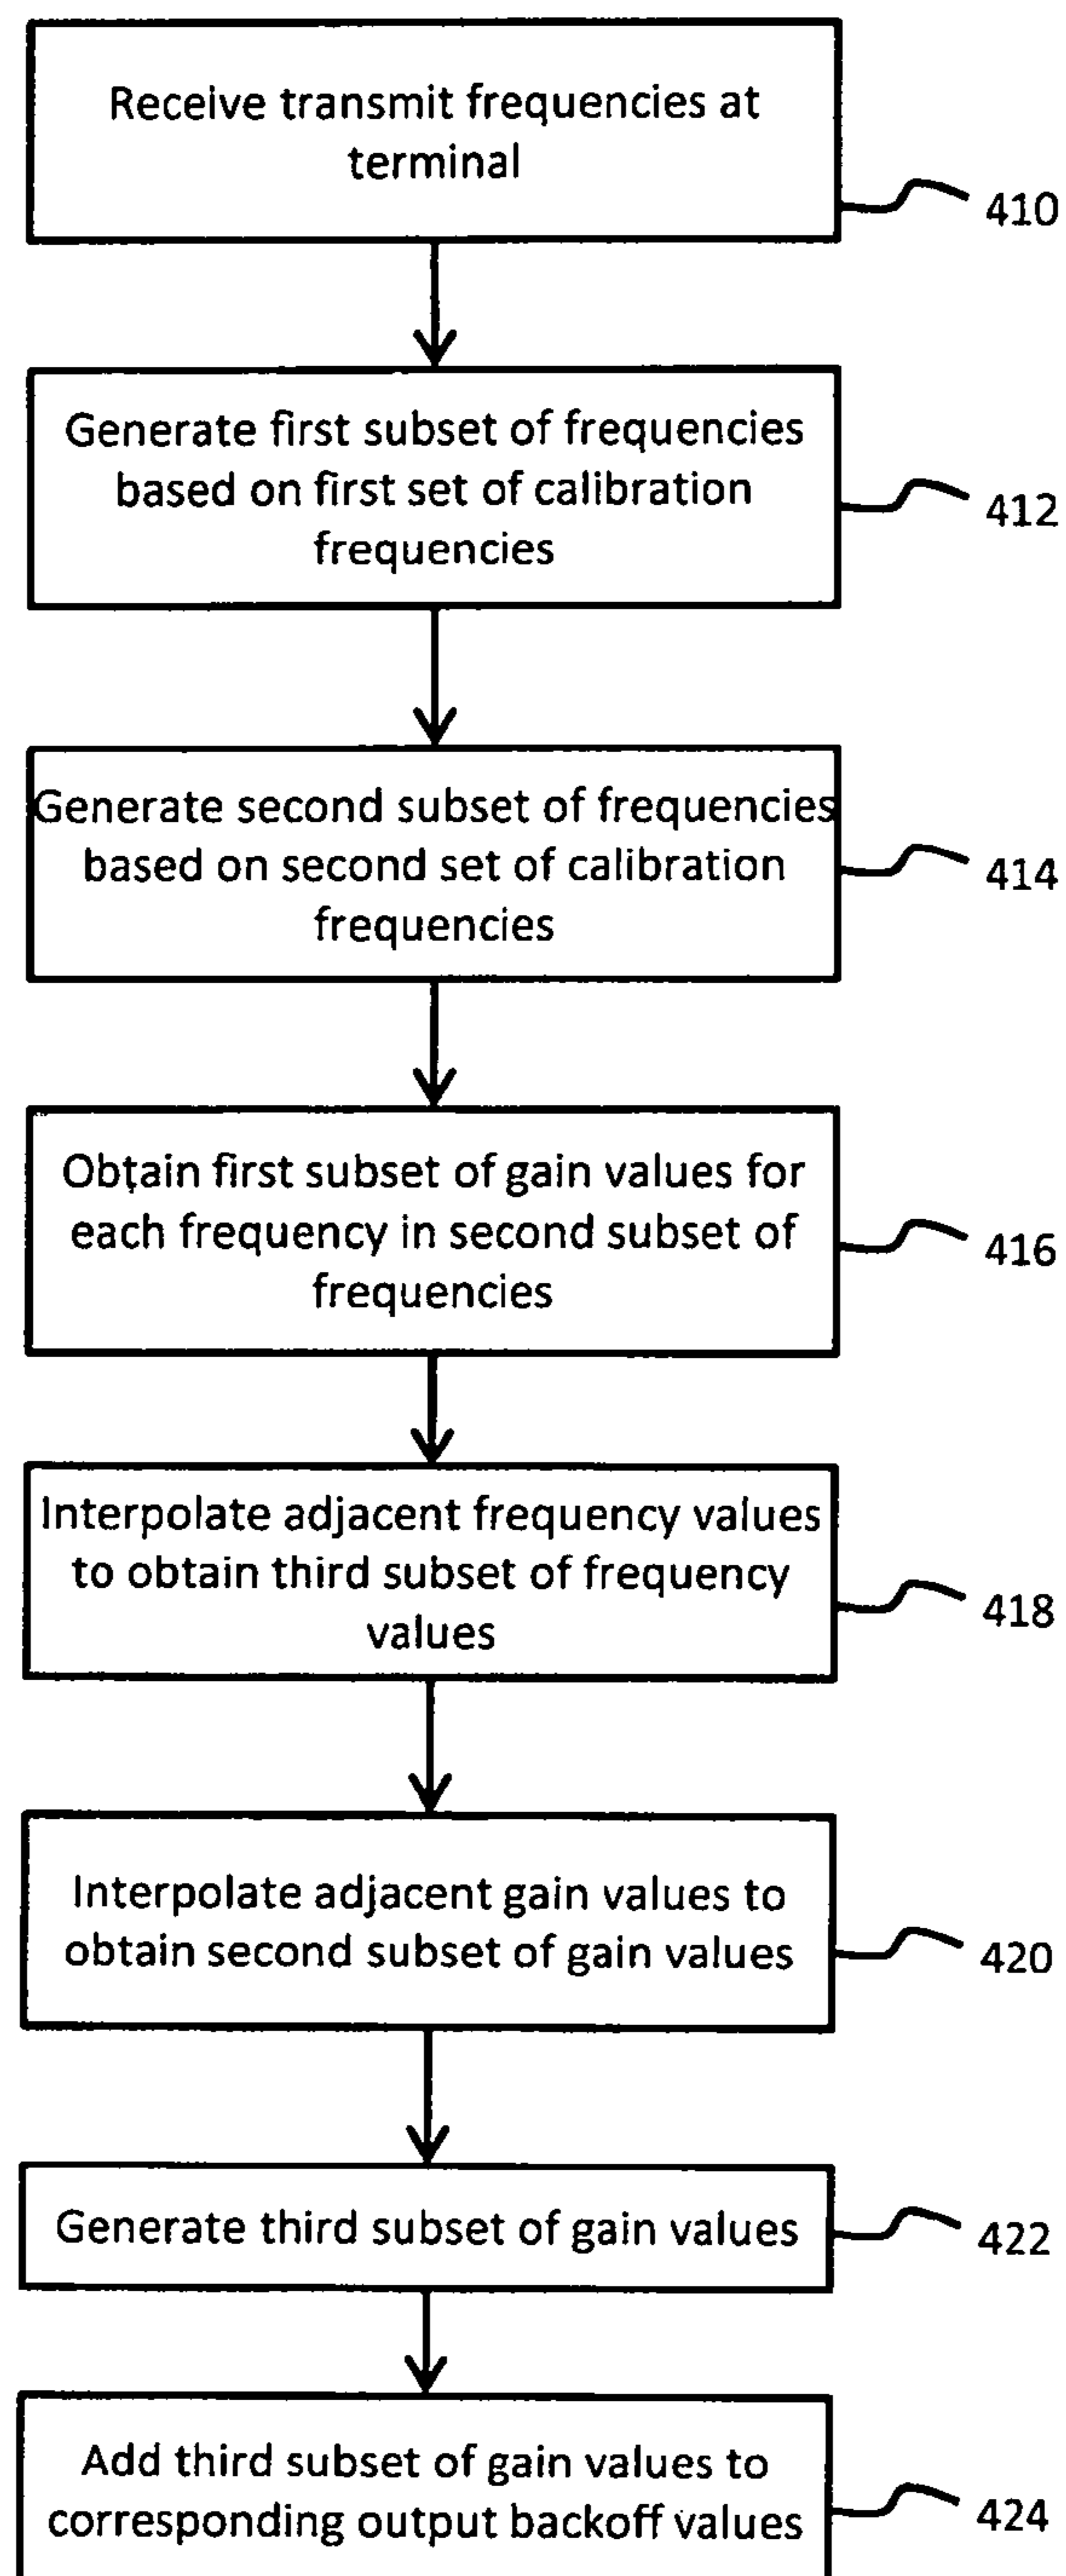 Receive transmit frequencies at
terminal
410
Generate first subset of frequencies
based on first set of calibration
frequencies
412
Generate second subset of frequencies
based on second set of calibration
frequencies
414
Obtain first subset of gain values for
each frequency in second subset of
frequencies
416
Interpolate adjacent frequency values
to obtain third subset of frequency
values
418
Interpolate adjacent gain values to
obtain second subset of gain values
420
Generate third subset of gain values
422
Add third subset of gain values to
corresponding output backoff values
424